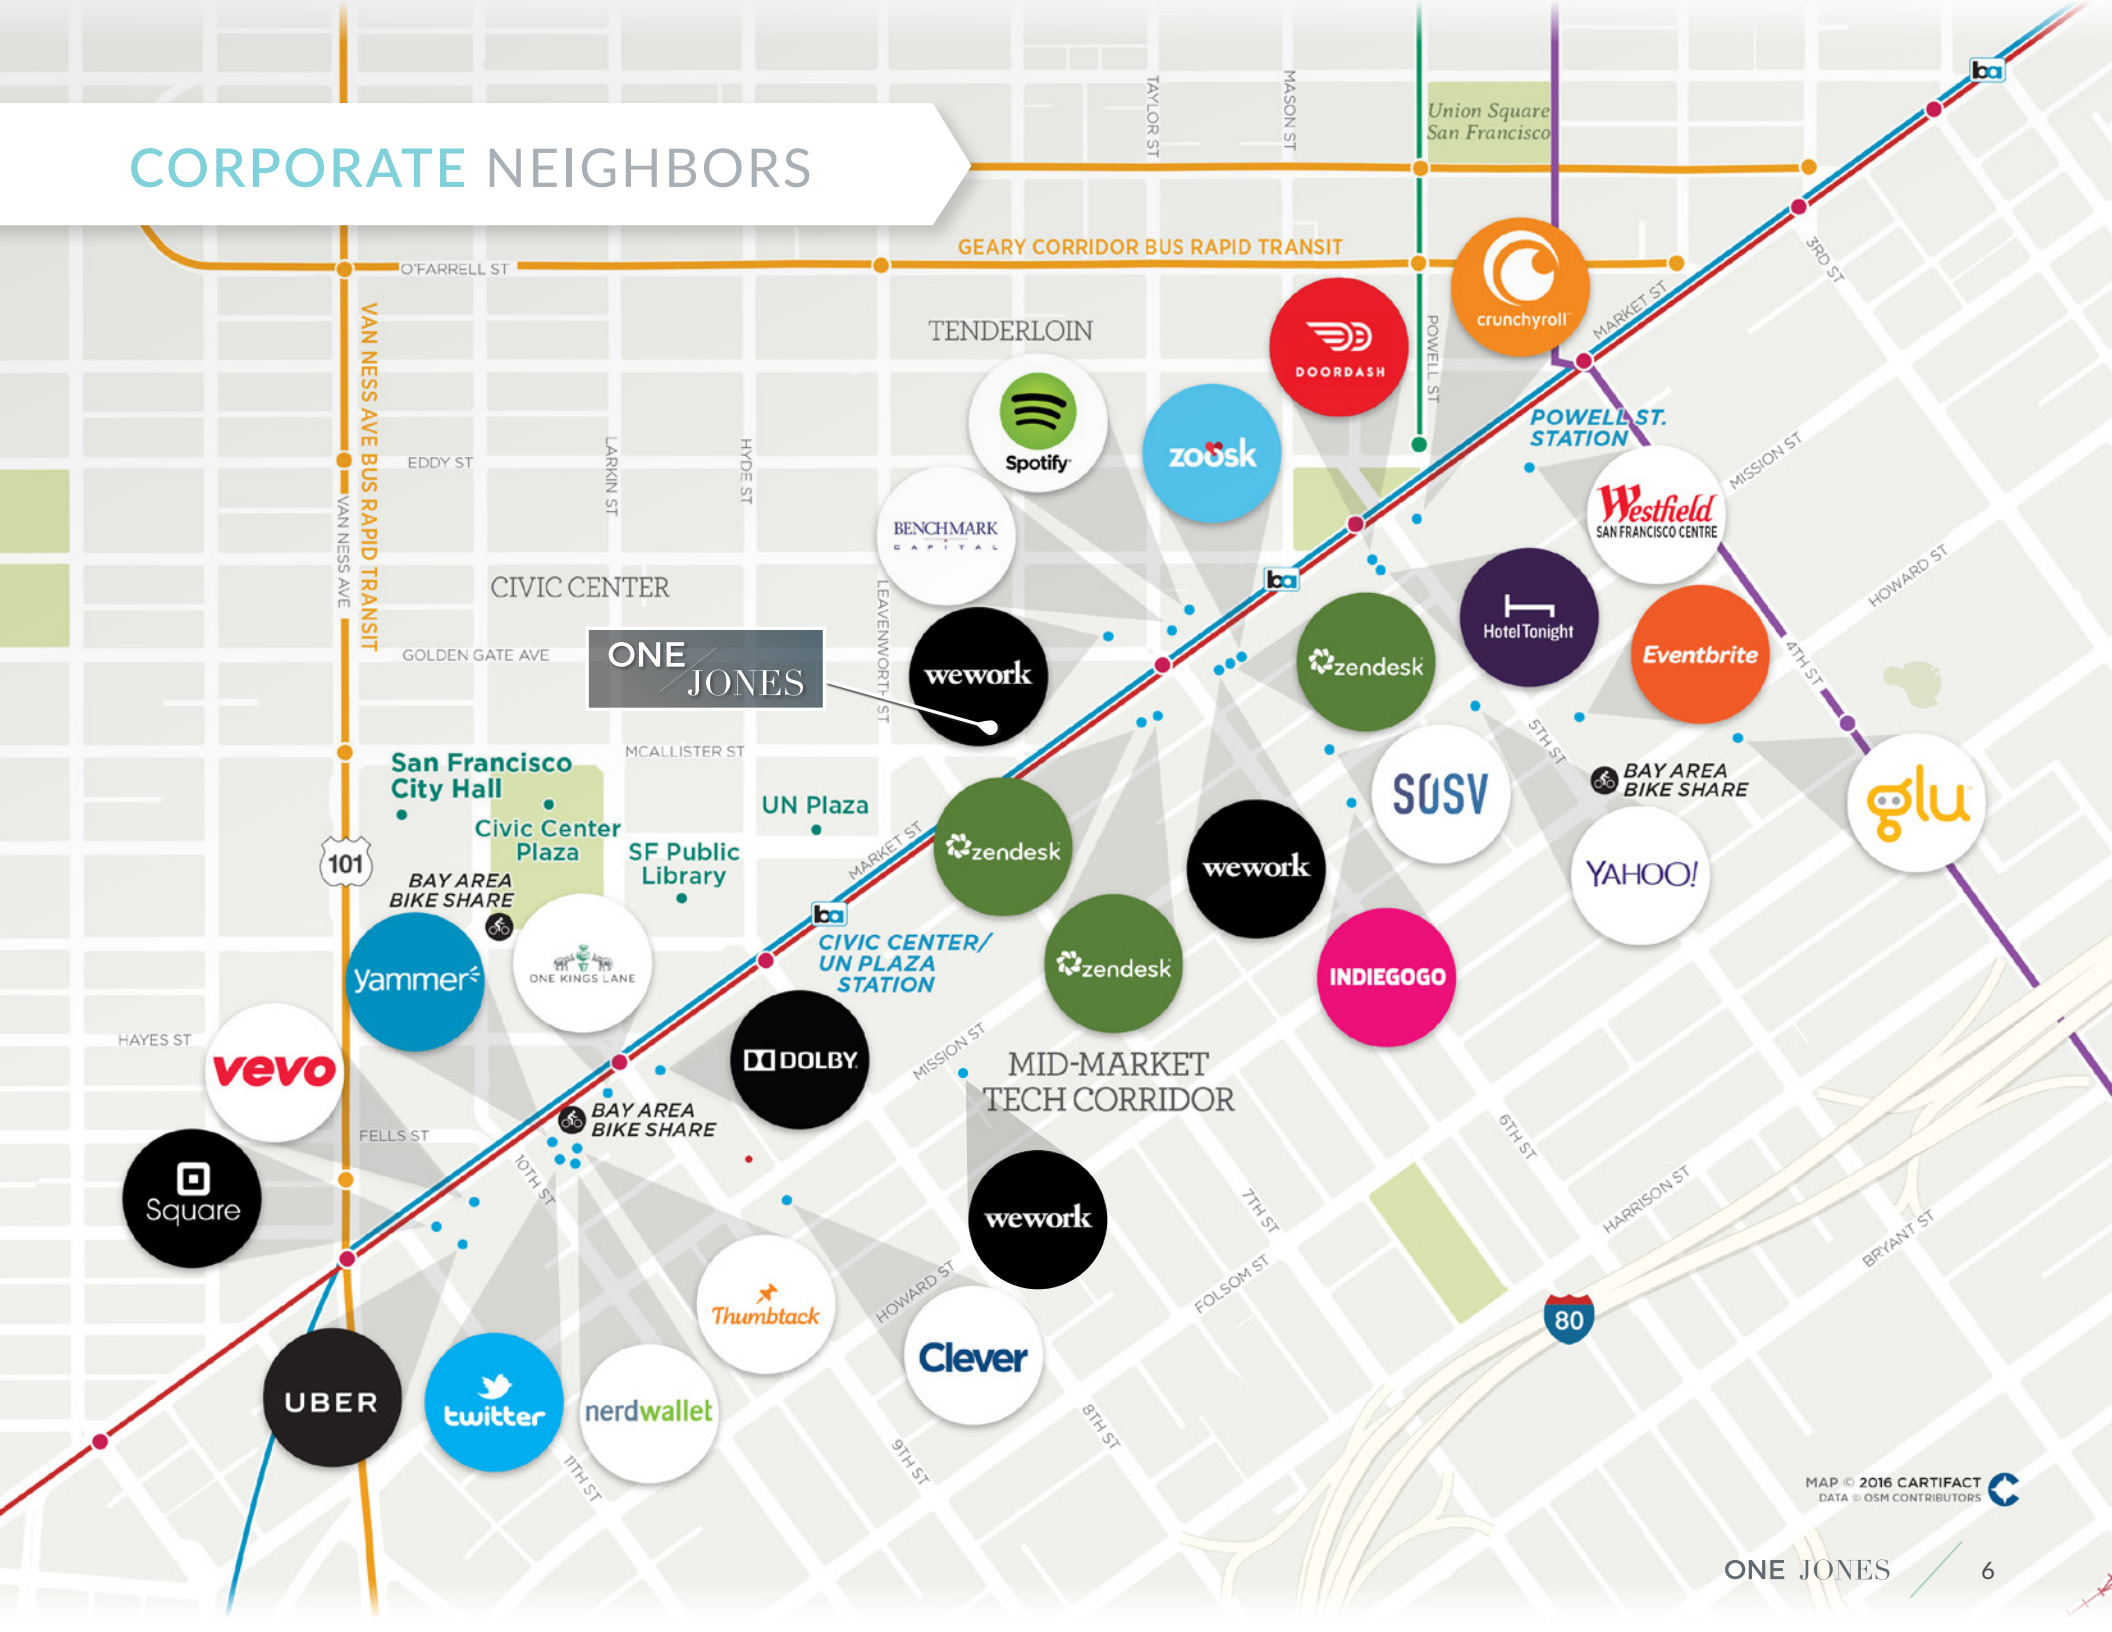 CORPORATE NEIGHBORS
TAYLOR ST
MASON ST
Union Square
San Francisco
ba
3RD ST
GEARY CORRIDOR BUS RAPID TRANSIT
O'FARRELL ST
crunchyroll
MARKET ST
VAN NESS AVE BUS RAPID TRANSIT
TENDERLOIN
DOORDASH
POWELL ST
POWELL ST.
STATION
Spotify
zoosk
EDDY ST
LARKIN ST
HYDE ST
MISSION ST
Westfield
SAN FRANCISCO CENTRE
VAN NESS AVE
BENCHMARK
CAPITAL
CIVIC CENTER
ba
HOWARD ST
LEAVENWORTH ST
Hotel Tonight
GOLDEN GATE AVE
ONE
JONES
wework
zendesk
Eventbrite
4TH ST
5TH ST
MCALLISTER ST
San Francisco
City Hall
BAY AREA
BIKE SHARE
SOSV
glu
UN Plaza
Civic Center
Plaza
SF Public
Library
MARKET ST
zendesk
wework
YAHOO!
101
BAY AREA
BIKE SHARE
ba
CIVIC CENTER/
UN PLAZA
STATION
yammer
ONE KINGS LANE
zendesk
INDIEGOGO
HAYES ST
vevo
DOLBY
MISSION ST
MID-MARKET
TECH CORRIDOR
BAY AREA
BIKE SHARE
FELLS ST
6TH ST
Square
10TH ST
wework
7TH ST
HARRISON ST
BRYANT ST
HOWARD ST
FOLSOM ST
Thumbtack
80
Clever
UBER
twitter
nerdwallet
8TH ST
9TH ST
11TH ST
MAP © 2016 CARTIFACT
DATA © OSM CONTRIBUTORS
ONE JONES
6